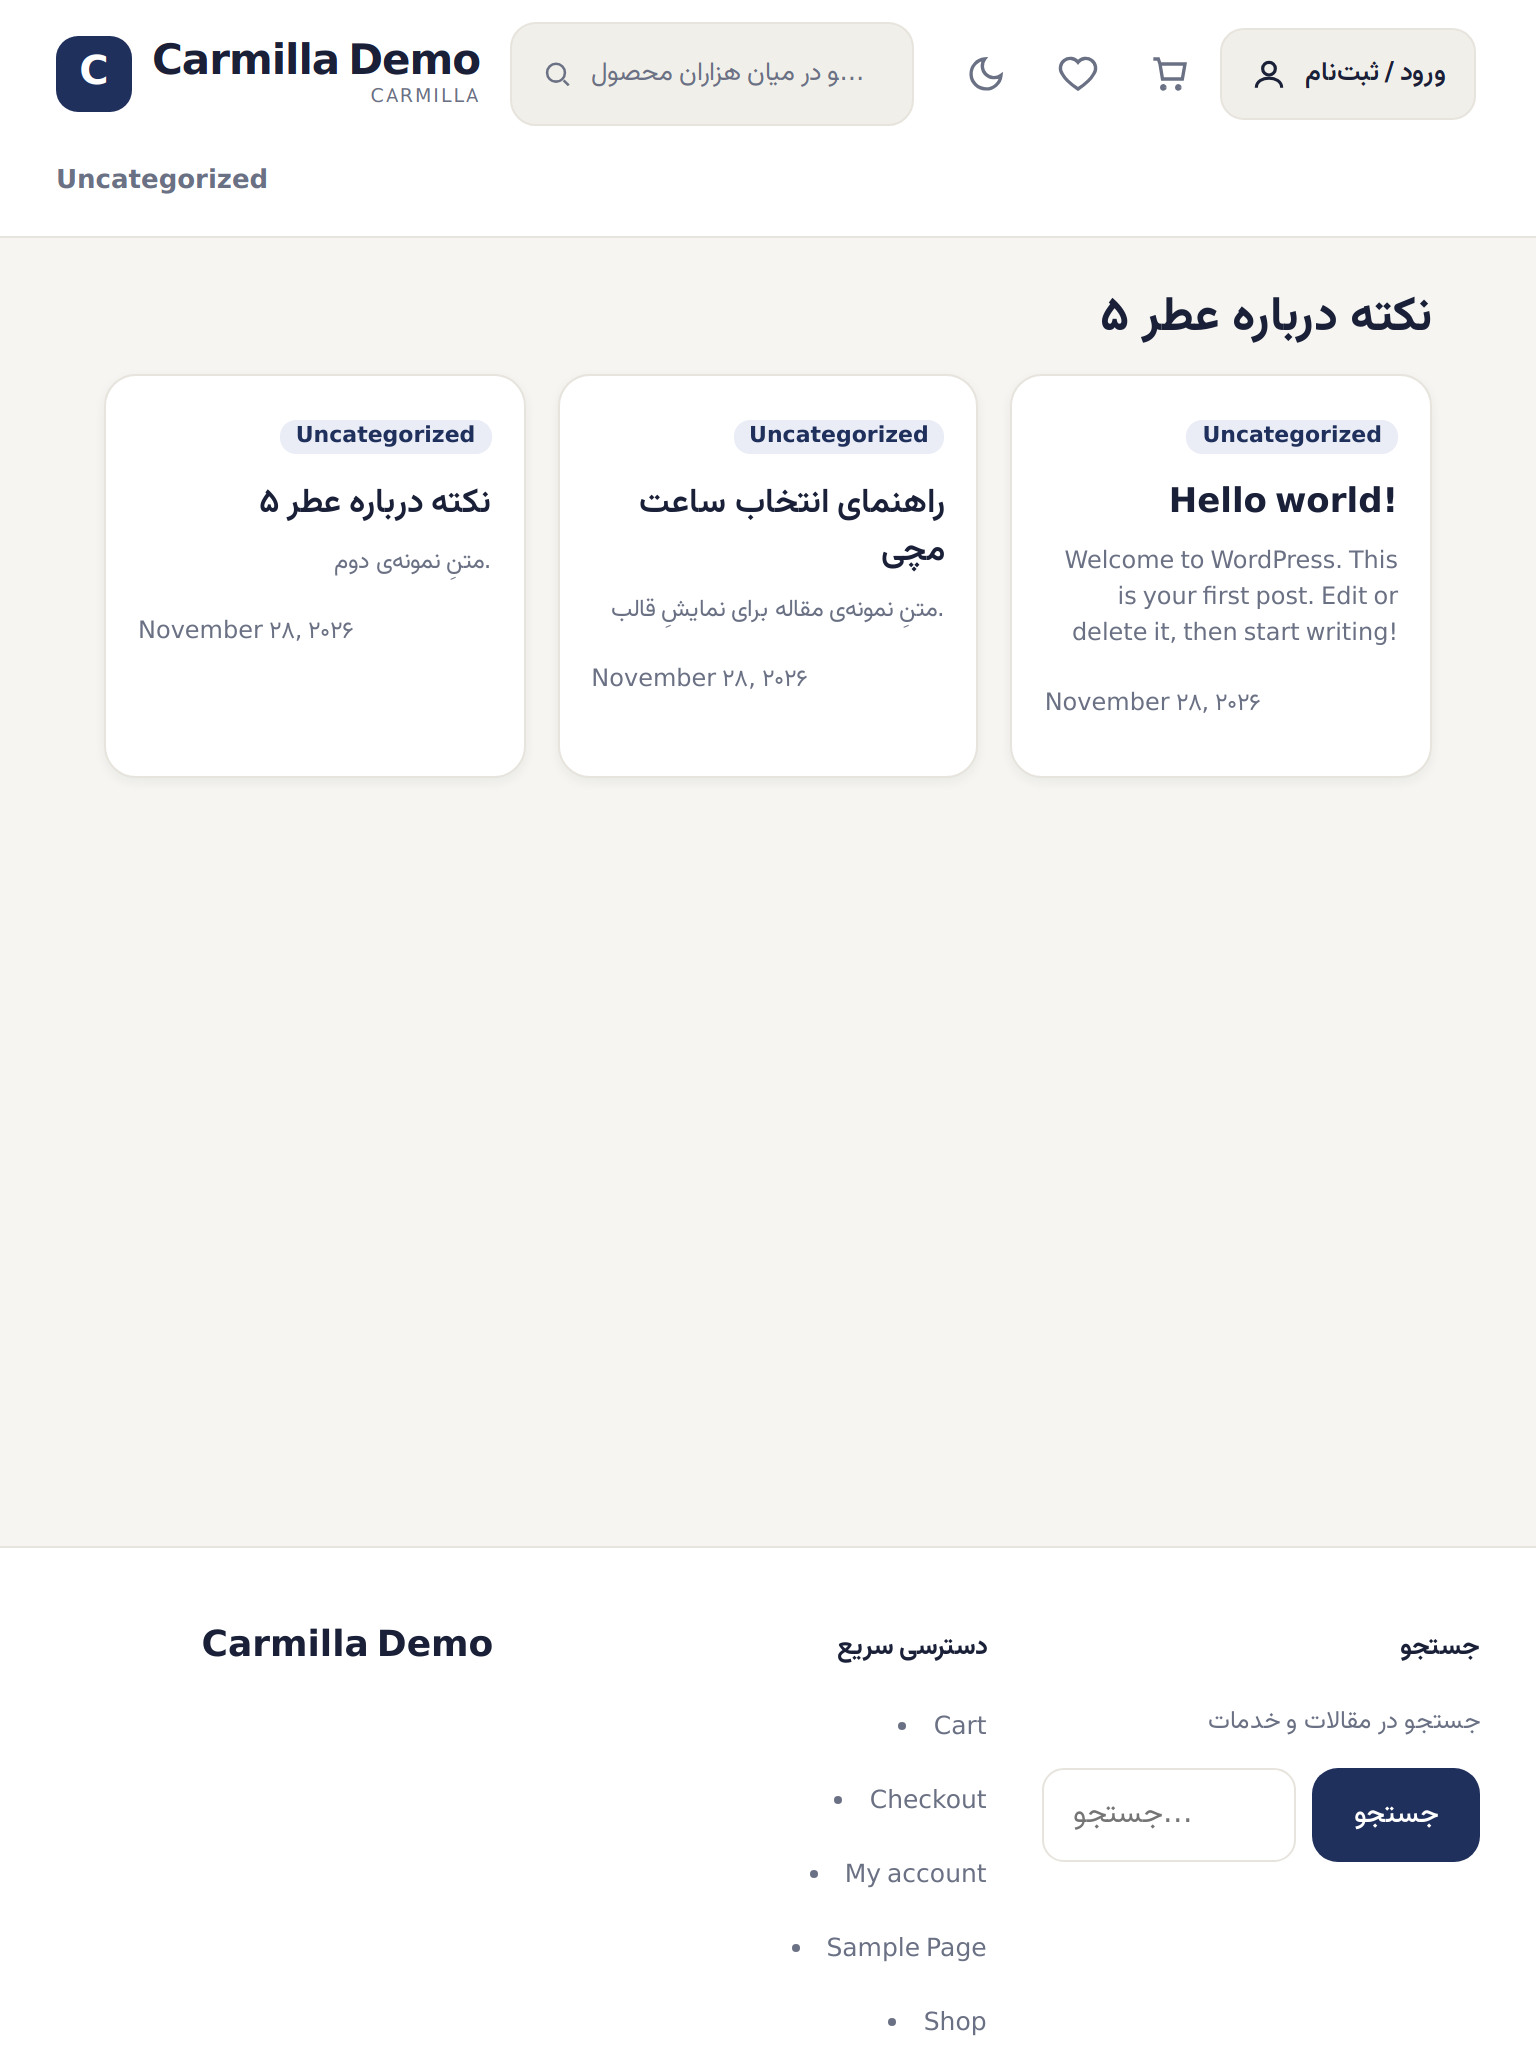 Carmilla Demo
CARMILLA
C
و در میان هزاران محصول...
ورود / ثبت‌نام
Uncategorized
۵ نکته درباره عطر
Uncategorized
Hello world!
Welcome to WordPress. This
is your first post. Edit or
delete it, then start writing!
November ۲۸, ۲۰۲۶
Uncategorized
راهنمای انتخاب ساعت
مچی
متنِ نمونه‌ی مقاله برای نمایشِ قالب.
November ۲۸, ۲۰۲۶
Uncategorized
۵ نکته درباره عطر
متنِ نمونه‌ی دوم.
November ۲۸, ۲۰۲۶
جستجو
جستجو در مقالات و خدمات
جستجو
جستجو...
دسترسی سریع
Cart
Checkout
My account
Sample Page
Shop
Carmilla Demo